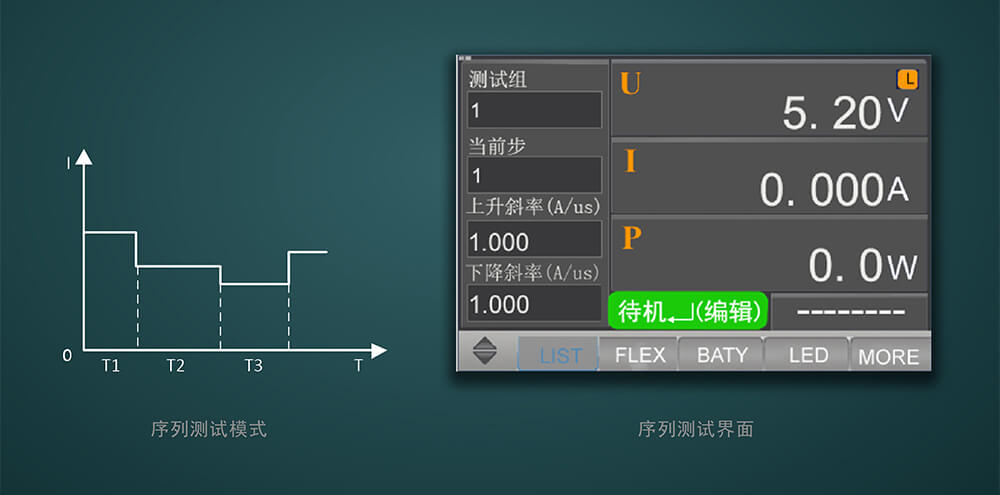 I
0
T1
T2
T3
T
序列测试模式
测试组
1
当前步
1
上升斜率(A/us)
1.000
下降斜率(A/us)
1.000
U
L
5.20V
I
0.000A
P
0.0W
待机↵(编辑)
--------
LIST
FLEX
BATY
LED
MORE
序列测试界面